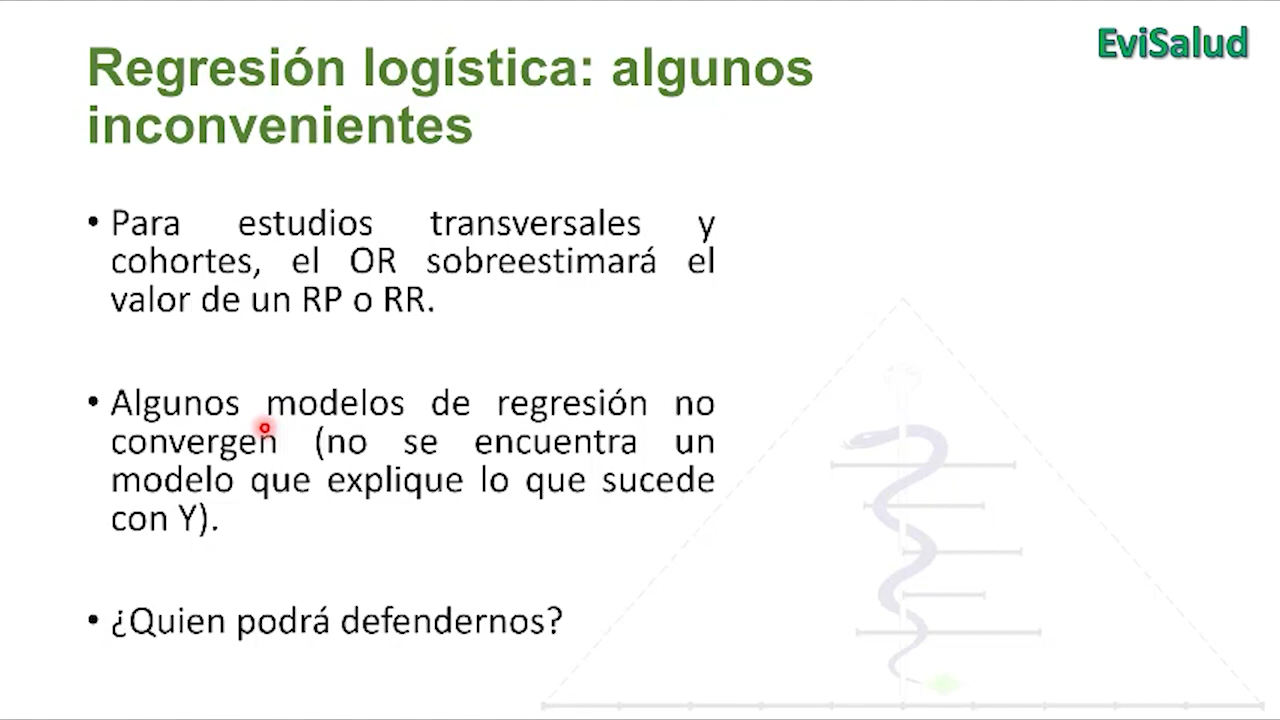 EviSalud
Regresión logística: algunos
inconvenientes
• Para estudios transversales y
cohortes, el OR sobreestimará el
valor de un RP o RR.
• Algunos modelos de regresión no
convergen (no se encuentra un
modelo que explique lo que sucede
con Y).
• ¿Quien podrá defendernos?